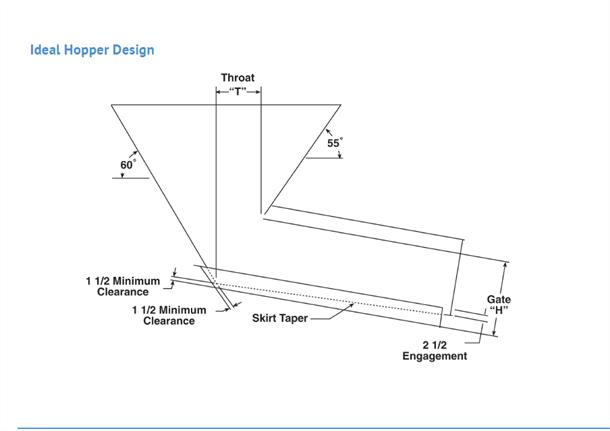 Ideal Hopper Design
Throat
“T”
60°
55°
1 1/2 Minimum
Clearance
1 1/2 Minimum
Clearance
Skirt Taper
Gate
“H”
2 1/2
Engagement